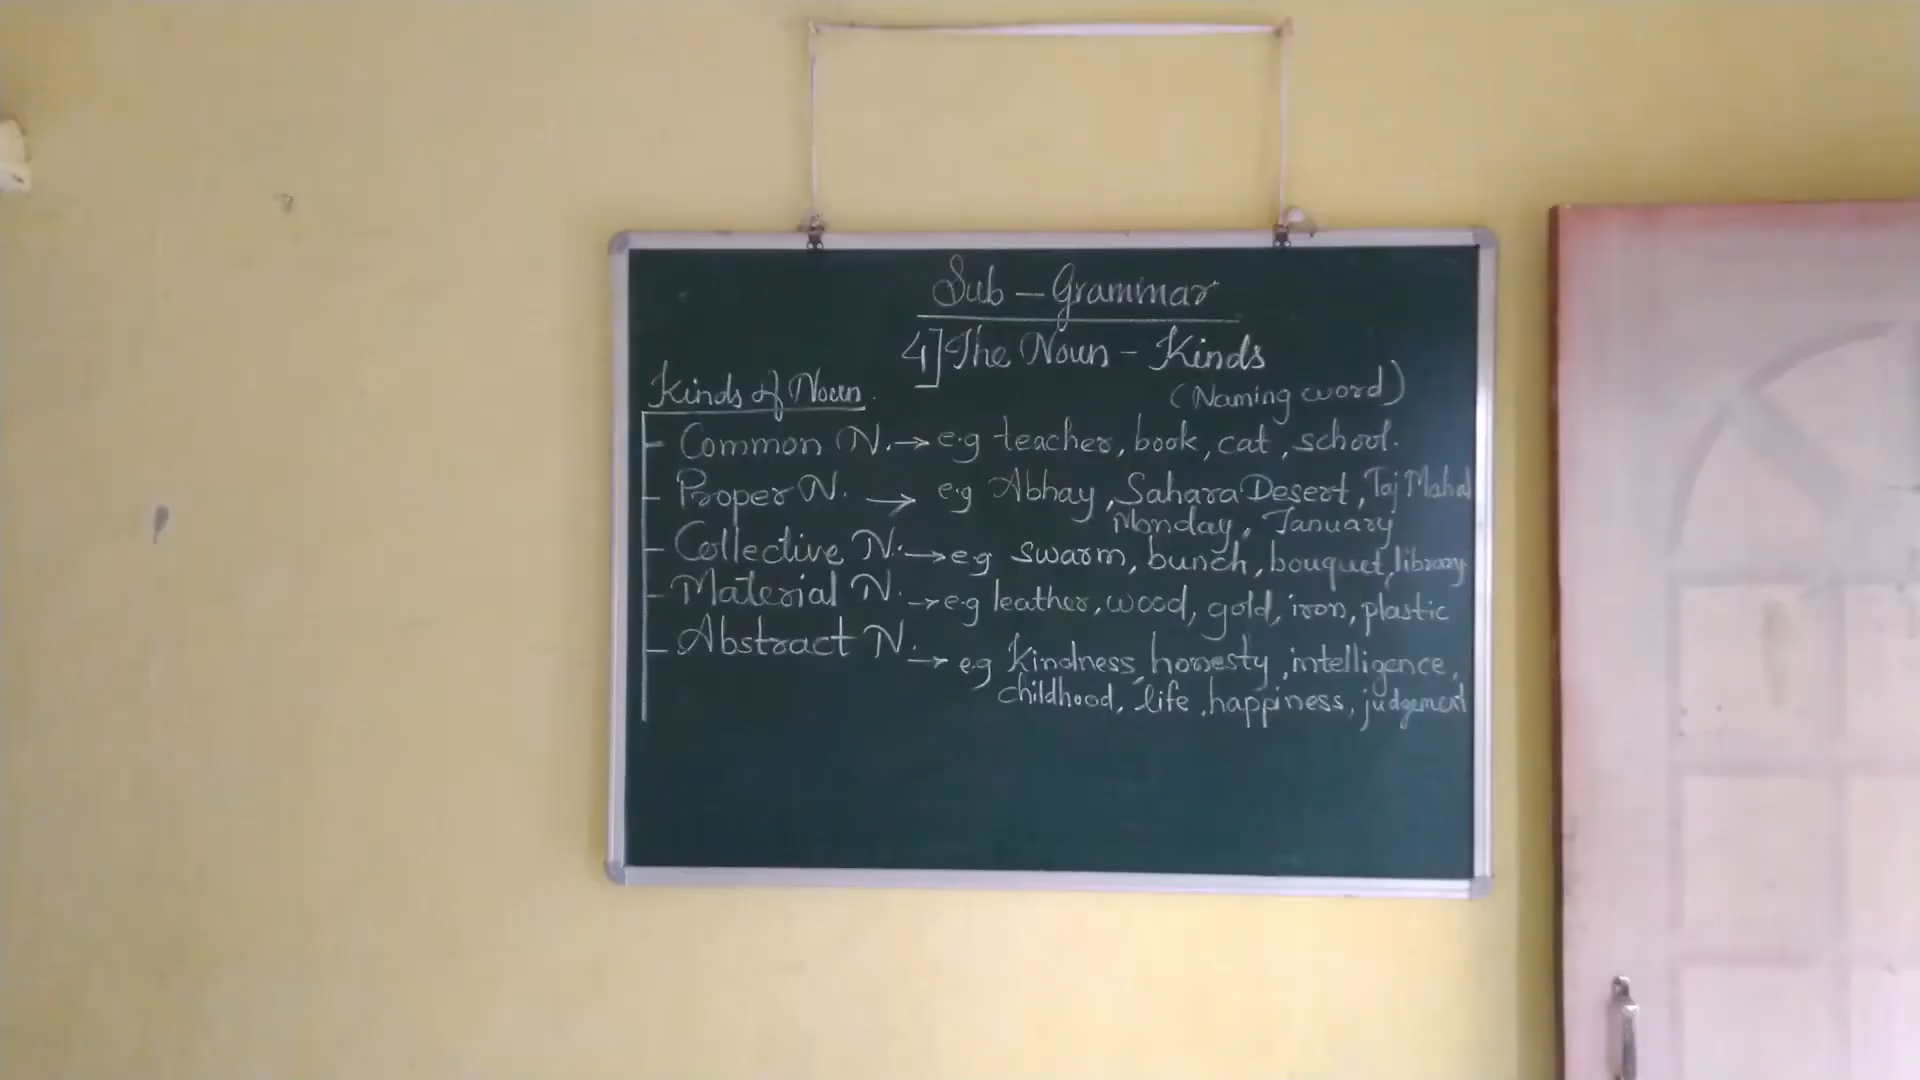 Sub - Grammar
4] The Noun - Kinds
Kinds of Noun.
(Naming word)
Common N. → e.g teacher, book, cat, school.
Proper N. → e.g Abhay, Sahara Desert, Taj Mahal
Monday, January
Collective N. → e.g swarm, bunch, bouquet, library
Material N. → e.g leather, wood, gold, iron, plastic
Abstract N. → e.g Kindness, honesty, intelligence,
childhood, life, happiness, judgement